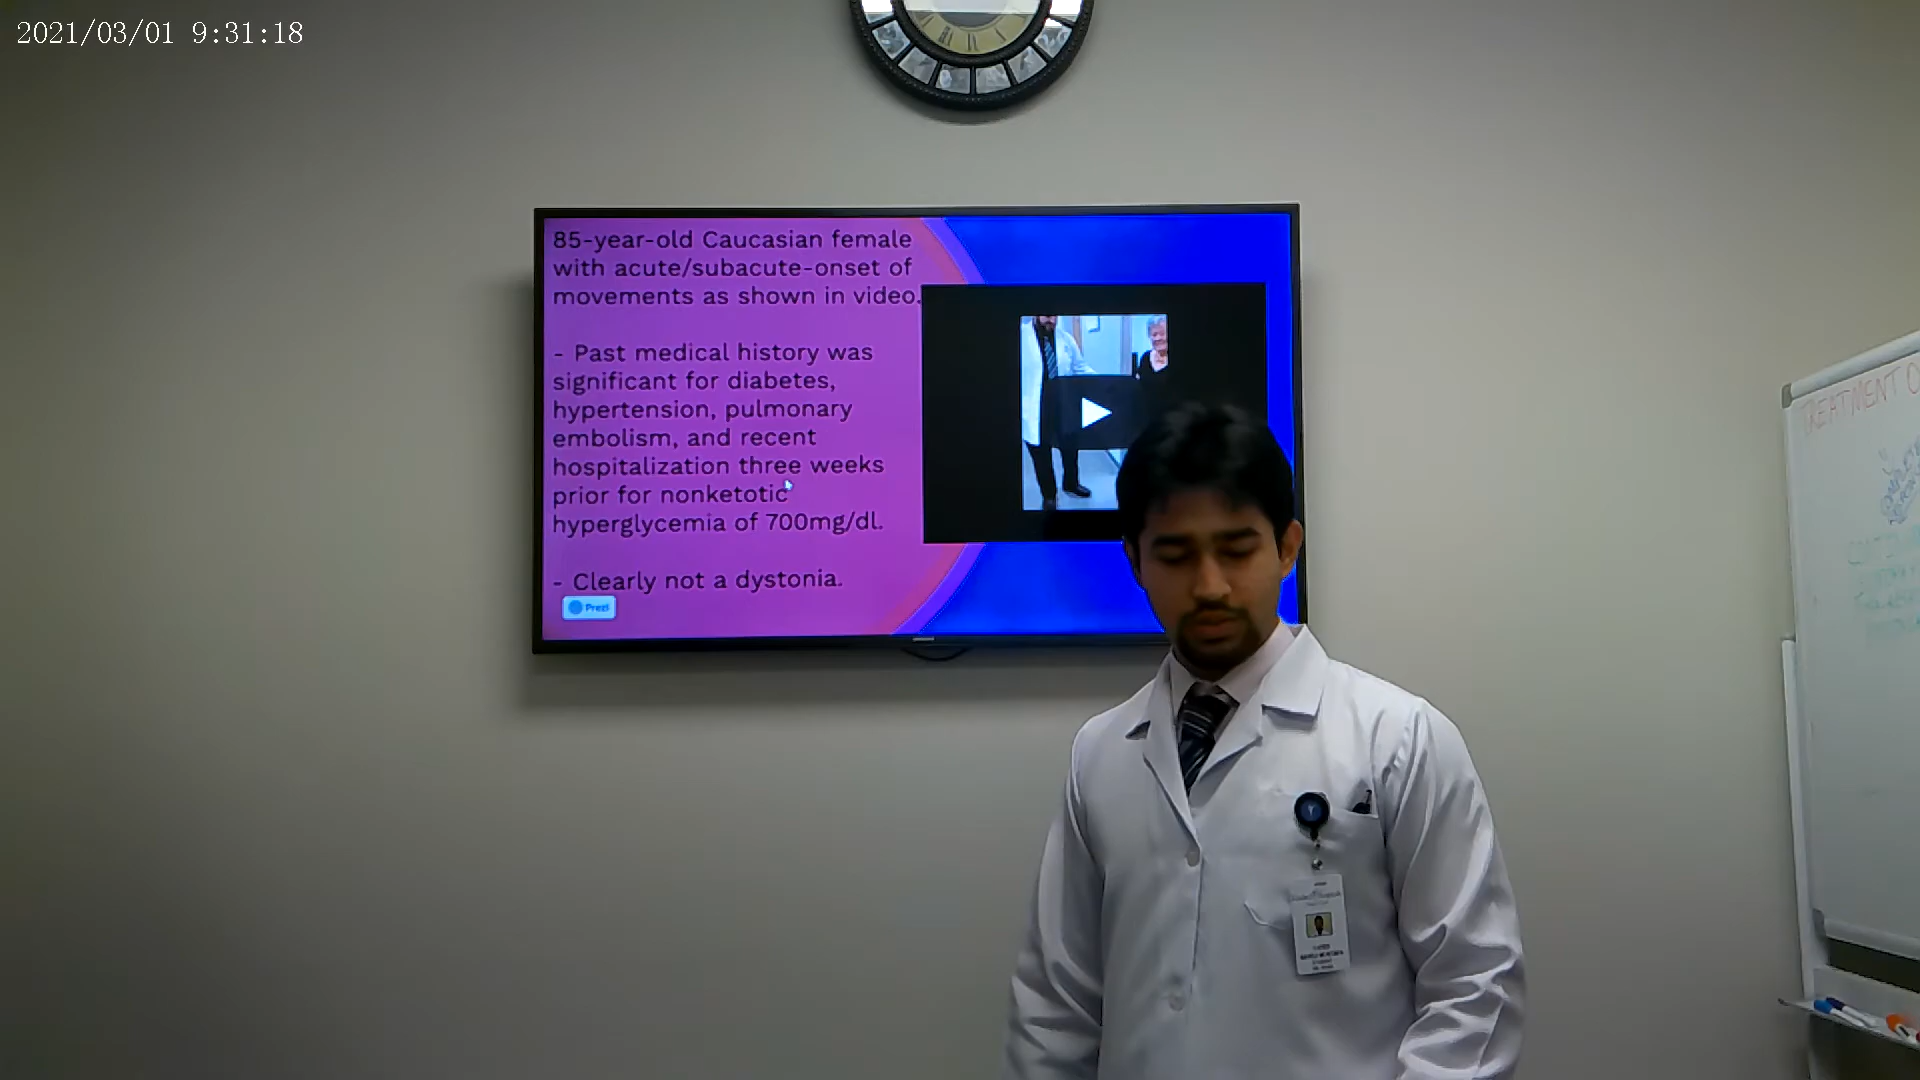 2021/03/01 9:31:18
85-year-old Caucasian female
with acute/subacute-onset of
movements as shown in video.
- Past medical history was
significant for diabetes,
hypertension, pulmonary
embolism, and recent
hospitalization three weeks
prior for nonketotic
hyperglycemia of 700mg/dl.
- Clearly not a dystonia.
Prezi
TREATMENT